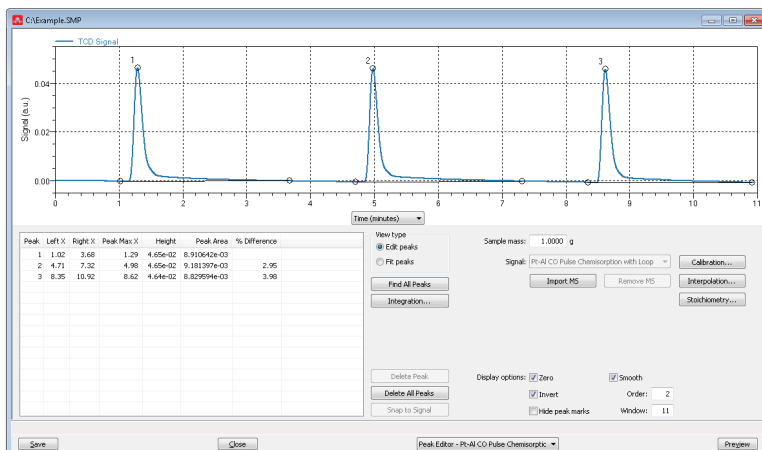 C:\Example.SMP
TCD Signal
1
2
3
0.04
0.02
0.00
Signal (a.u.)
0 1 2 3 4 5 6 7 8 9 10 11
Time (minutes)
Peak Left X Right X Peak Max X Height Peak Area % Difference
1 1.02 3.68 1.29 4.65e-02 8.910642e-03
2 4.71 7.32 4.98 4.65e-02 9.181397e-03 2.95
3 8.35 10.92 8.62 4.64e-02 8.829594e-03 3.98
View type
Edit peaks
Fit peaks
Find All Peaks
Integration...
Delete Peak
Delete All Peaks
Snap to Signal
Sample mass: 1.0000 g
Signal: Pt-Al CO Pulse Chemisorption with Loop
Import MS Remove MS
Calibration...
Interpolation...
Stoichiometry...
Display options: Zero Smooth
Invert Order: 2
Hide peak marks Window: 11
Save Close Peak Editor - Pt-Al CO Pulse Chemisorptic Preview